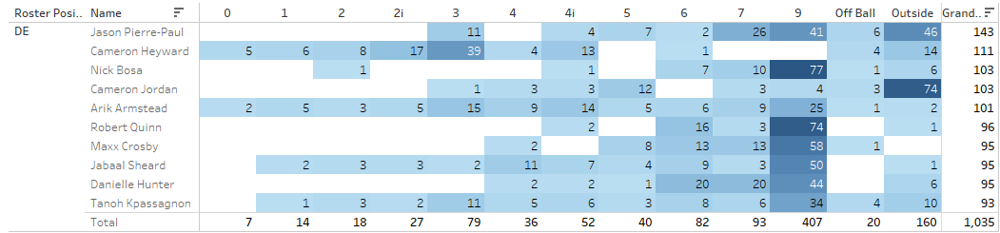 Roster Posi.. Name 0 1 2 2i 3 4 4i 5 6 7 9 Off Ball Outside Grand..
DE Jason Pierre-Paul 11 4 7 2 26 41 6 46 143
Cameron Heyward 5 6 8 17 39 4 13 1 4 14 111
Nick Bosa 1 1 7 10 77 1 6 103
Cameron Jordan 1 3 3 12 3 4 3 74 103
Arik Armstead 2 5 3 5 15 9 14 5 6 9 25 1 2 101
Robert Quinn 2 16 3 74 1 96
Maxx Crosby 2 8 13 13 58 1 95
Jabaal Sheard 2 3 3 2 11 7 4 9 3 50 1 95
Danielle Hunter 2 2 1 20 20 44 6 95
Tanoh Kpassagnon 1 3 2 11 5 6 3 8 6 34 4 10 93
Total 7 14 18 27 79 36 52 40 82 93 407 20 160 1,035